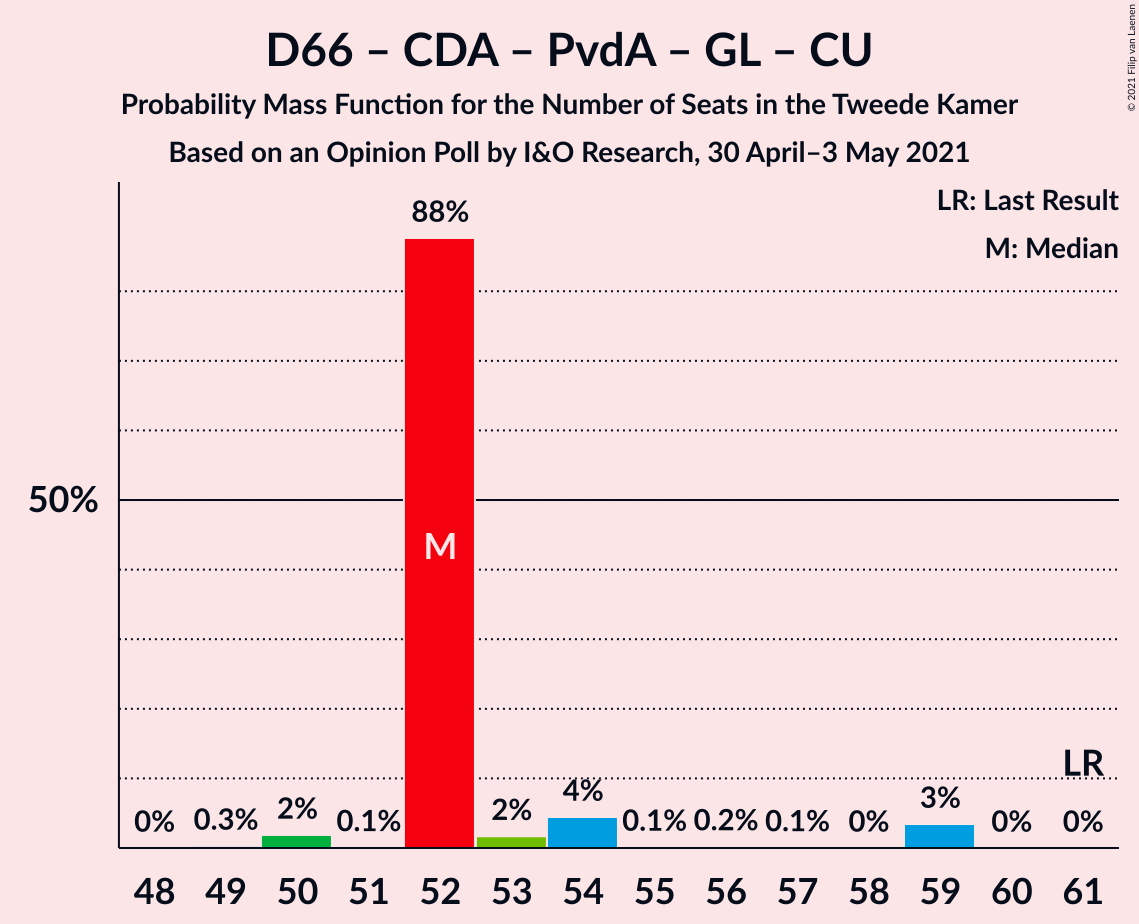 D66 – CDA – PvdA – GL – CU
Probability Mass Function for the Number of Seats in the Tweede Kamer
Based on an Opinion Poll by I&O Research, 30 April–3 May 2021
© 2021 Filip van Laenen
LR: Last Result
M: Median
88%
50%
M
LR
0% 0.3% 2% 0.1% 2% 4% 0.1% 0.2% 0.1% 0% 3% 0% 0%
48 49 50 51 52 53 54 55 56 57 58 59 60 61